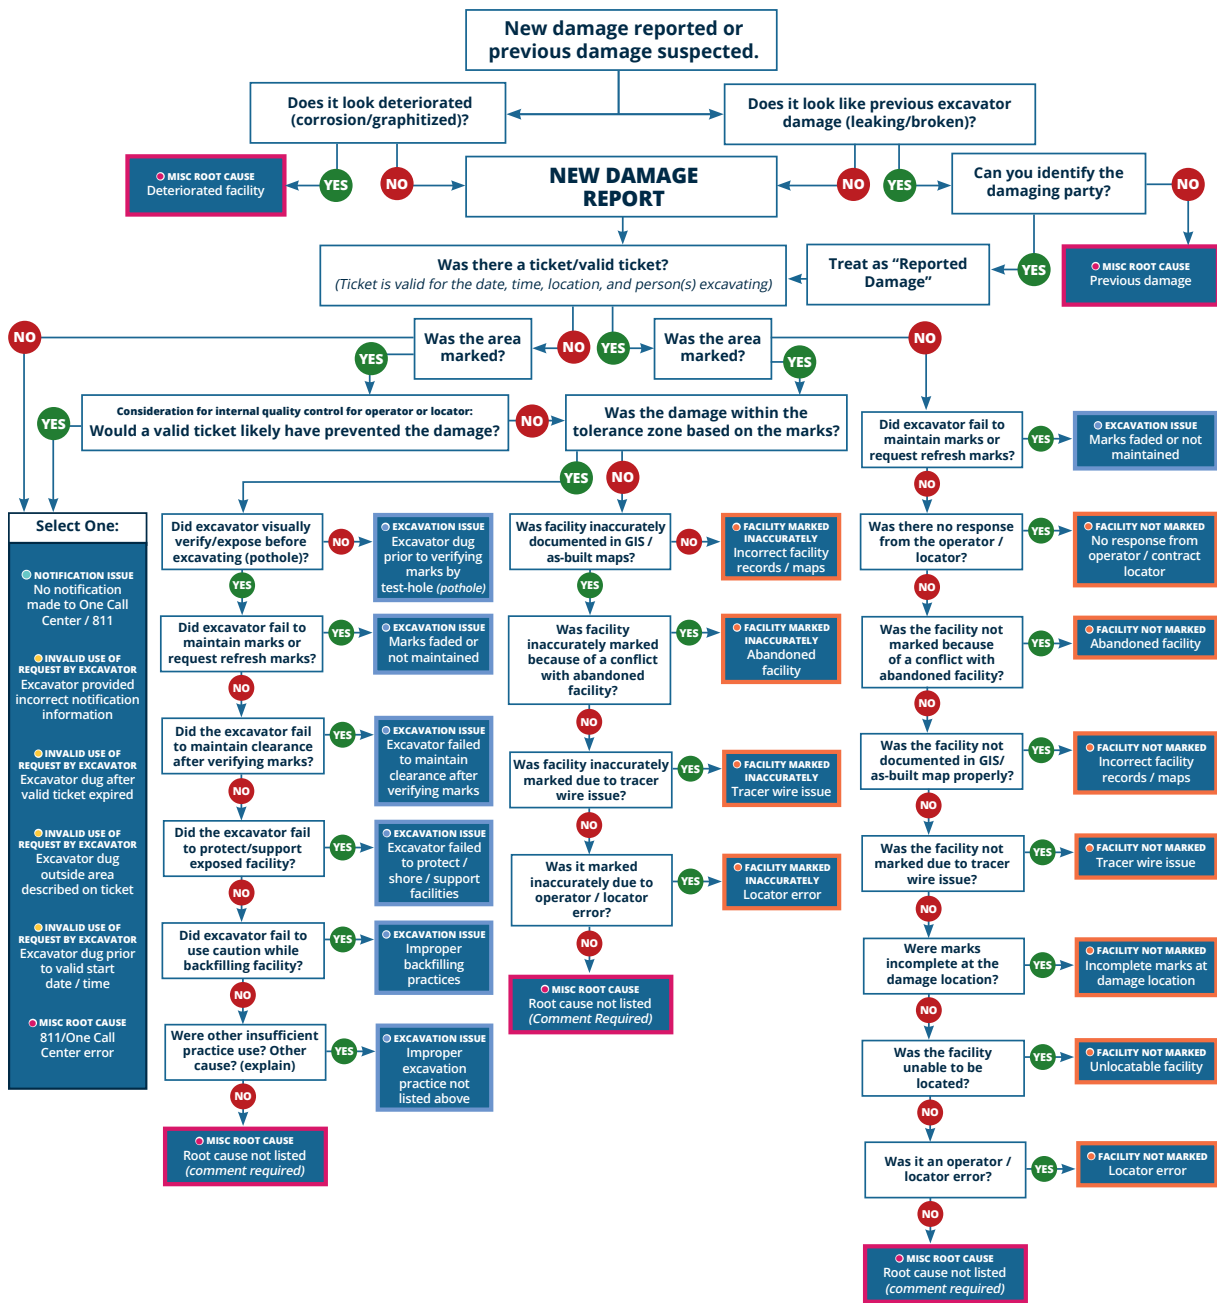 New damage reported or
previous damage suspected.
Does it look deteriorated
(corrosion/graphitized)?
Does it look like previous excavator
damage (leaking/broken)?
MISC ROOT CAUSE
Deteriorated facility
YES
NO
NEW DAMAGE
REPORT
NO
YES
Can you identify the
damaging party?
NO
Was there a ticket/valid ticket?
(Ticket is valid for the date, time, location, and person(s) excavating)
Treat as “Reported
Damage”
YES
MISC ROOT CAUSE
Previous damage
NO
YES
Was the area
marked?
NO
YES
Was the area
marked?
YES
NO
YES
Consideration for internal quality control for operator or locator:
Would a valid ticket likely have prevented the damage?
NO
Was the damage within the
tolerance zone based on the marks?
YES
NO
Select One:
NOTIFICATION ISSUE
No notification
made to One Call
Center / 811
INVALID USE OF
REQUEST BY EXCAVATOR
Excavator provided
incorrect notification
information
INVALID USE OF
REQUEST BY EXCAVATOR
Excavator dug after
valid ticket expired
INVALID USE OF
REQUEST BY EXCAVATOR
Excavator dug
outside area
described on ticket
INVALID USE OF
REQUEST BY EXCAVATOR
Excavator dug prior
to valid start
date / time
MISC ROOT CAUSE
811/One Call
Center error
Did excavator visually
verify/expose before
excavating (pothole)?
NO
EXCAVATION ISSUE
Excavator dug
prior to verifying
marks by
test-hole (pothole)
YES
Did excavator fail to
maintain marks or
request refresh marks?
YES
EXCAVATION ISSUE
Marks faded or
not maintained
NO
Did the excavator fail
to maintain clearance
after verifying marks?
YES
EXCAVATION ISSUE
Excavator failed
to maintain
clearance after
verifying marks
NO
Did the excavator fail
to protect/support
exposed facility?
YES
EXCAVATION ISSUE
Excavator failed
to protect /
shore / support
facilities
NO
Did excavator fail to
use caution while
backfilling facility?
YES
EXCAVATION ISSUE
Improper
backfilling
practices
NO
Were other insufficient
practice use? Other
cause? (explain)
YES
EXCAVATION ISSUE
Improper
excavation
practice not
listed above
NO
MISC ROOT CAUSE
Root cause not listed
(comment required)
Was facility inaccurately
documented in GIS /
as-built maps?
NO
FACILITY MARKED
INACCURATELY
Incorrect facility
records / maps
YES
Was facility
inaccurately marked
because of a conflict
with abandoned
facility?
YES
FACILITY MARKED
INACCURATELY
Abandoned
facility
NO
Was facility inaccurately
marked due to tracer
wire issue?
YES
FACILITY MARKED
INACCURATELY
Tracer wire issue
NO
Was it marked
inaccurately due to
operator / locator
error?
YES
FACILITY MARKED
INACCURATELY
Locator error
NO
MISC ROOT CAUSE
Root cause not listed
(Comment Required)
Did excavator fail to
maintain marks or
request refresh marks?
YES
EXCAVATION ISSUE
Marks faded or not
maintained
NO
Was there no response
from the operator /
locator?
YES
FACILITY NOT MARKED
No response from
operator / contract
locator
NO
Was the facility not
marked because
of a conflict with
abandoned facility?
YES
FACILITY NOT MARKED
Abandoned facility
NO
Was the facility not
documented in GIS/
as-built map properly?
YES
FACILITY NOT MARKED
Incorrect facility
records / maps
NO
Was the facility not
marked due to tracer
wire issue?
YES
FACILITY NOT MARKED
Tracer wire issue
NO
Were marks
incomplete at the
damage location?
YES
FACILITY NOT MARKED
Incomplete marks at
damage location
NO
Was the facility
unable to be
located?
YES
FACILITY NOT MARKED
Unlocatable facility
NO
Was it an operator /
locator error?
YES
FACILITY NOT MARKED
Locator error
NO
MISC ROOT CAUSE
Root cause not listed
(comment required)